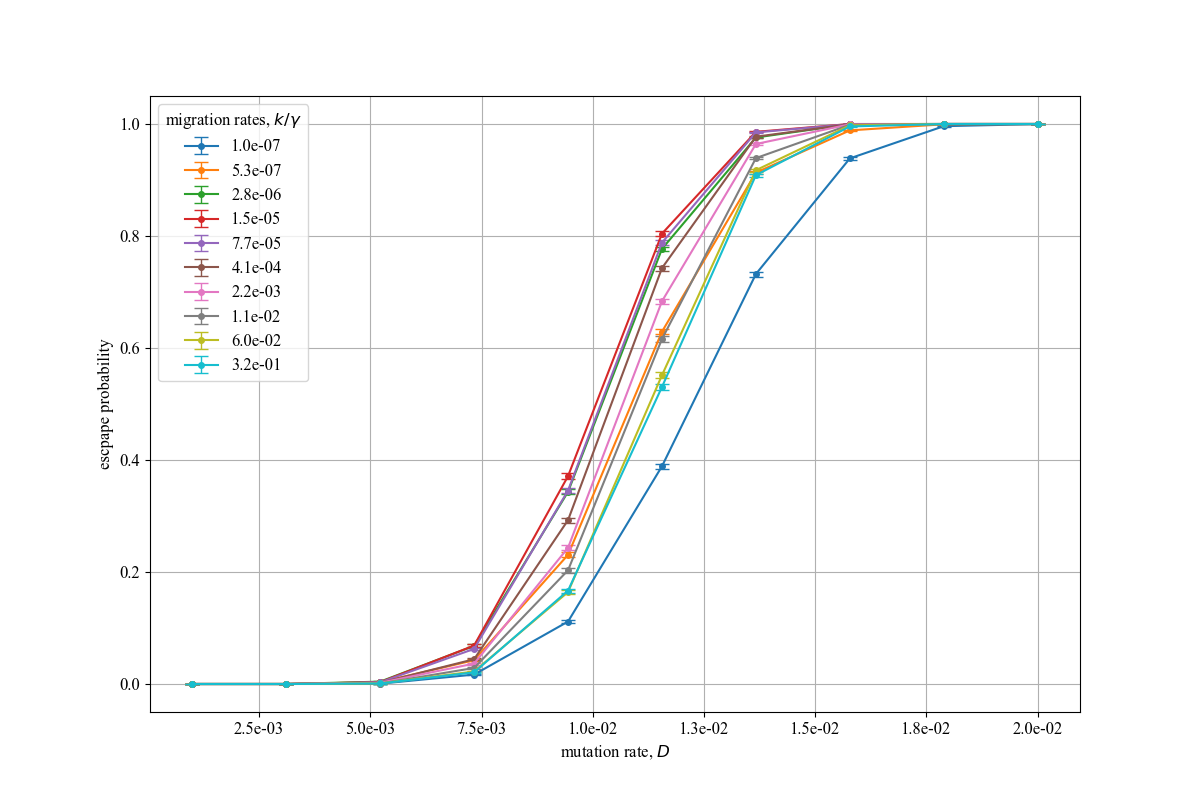 migration rates, k/γ
1.0e-07
5.3e-07
2.8e-06
1.5e-05
7.7e-05
4.1e-04
2.2e-03
1.1e-02
6.0e-02
3.2e-01
escpape probability
1.0
0.8
0.6
0.4
0.2
0.0
2.5e-03 5.0e-03 7.5e-03 1.0e-02 1.3e-02 1.5e-02 1.8e-02 2.0e-02
mutation rate, D